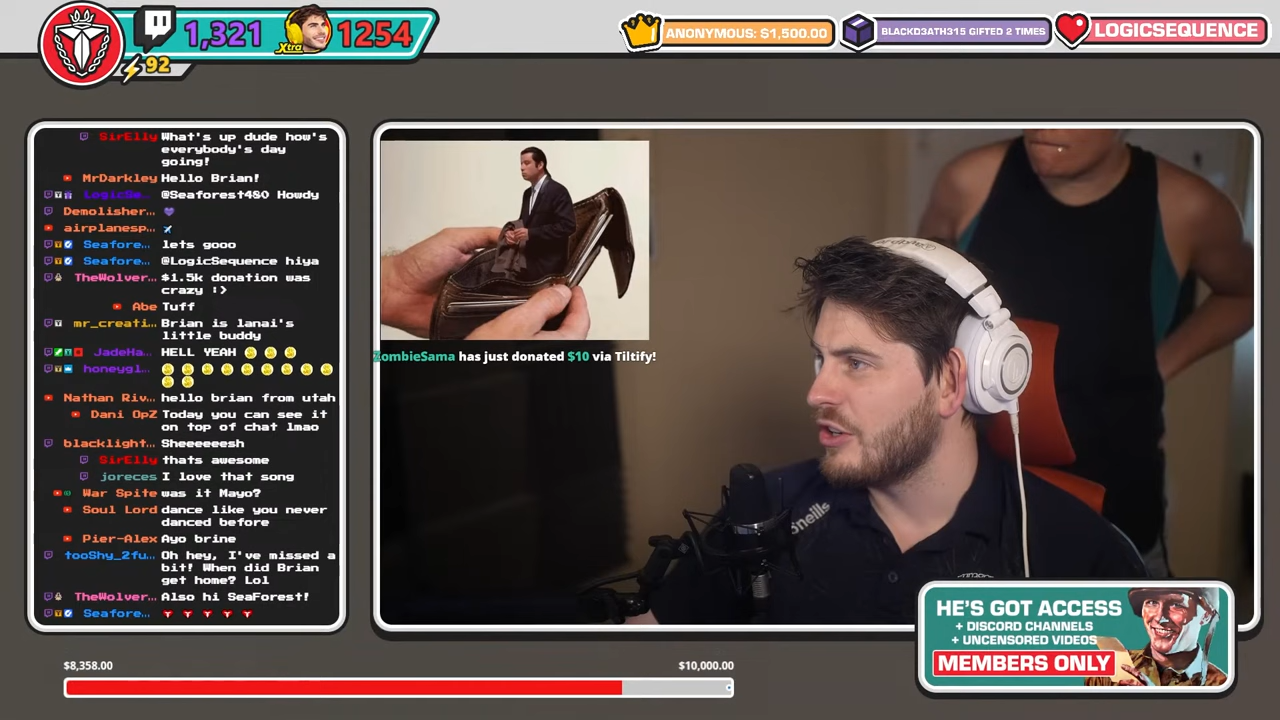 1,321
Xtra
1254
92
ANONYMOUS: $1,500.00
BLACKD3ATH315 GIFTED 2 TIMES
LOGICSEQUENCE
SirElly What's up dude how's
everybody's day
going!
MrDarkley Hello Brian!
LogicSe... @Seaforest480 Howdy
Demolisher...
airplanesp...
Seafore... lets gooo
Seafore... @LogicSequence hiya
TheWolver... $1.5k donation was
crazy :>
Abe Tuff
mr_creati... Brian is lanai's
little buddy
JadeHa... HELL YEAH
honeygl...
Nathan Riv... hello brian from utah
Dani OpZ Today you can see it
on top of chat lmao
blacklight... Sheeeeeesh
SirElly thats awesome
joreces I love that song
War Spite was it Mayo?
Soul Lord dance like you never
danced before
Pier-Alex Ayo brine
tooShy_2fu... Oh hey, I've missed a
bit! When did Brian
get home? Lol
TheWolver... Also hi SeaForest!
Seafore...
ZombieSama has just donated $10 via Tiltify!
o'neills
HE'S GOT ACCESS
+ DISCORD CHANNELS
+ UNCENSORED VIDEOS
MEMBERS ONLY
$8,358.00
$10,000.00